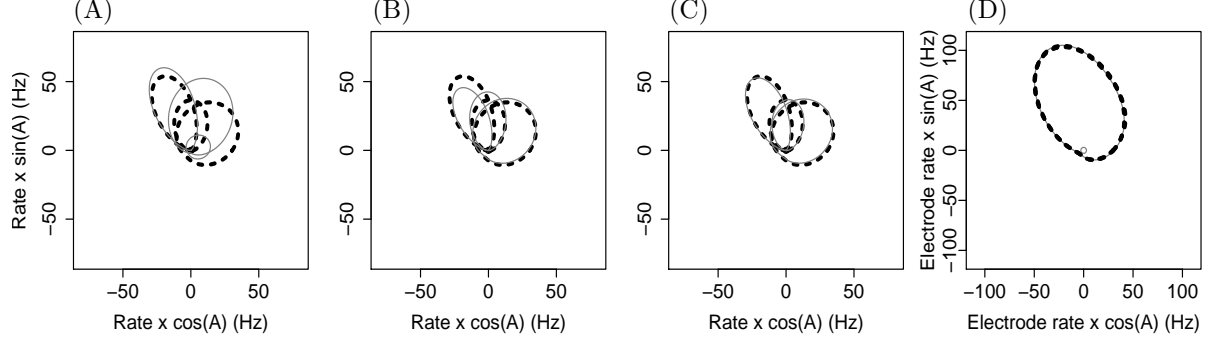 (A)
Rate x sin(A) (Hz)
50
0
−50
−50 0 50
Rate x cos(A) (Hz)
(B)
50
0
−50
−50 0 50
Rate x cos(A) (Hz)
(C)
50
0
−50
−50 0 50
Rate x cos(A) (Hz)
(D)
Electrode rate x sin(A) (Hz)
100
50
0
−50
−100
−100 −50 0 50 100
Electrode rate x cos(A) (Hz)